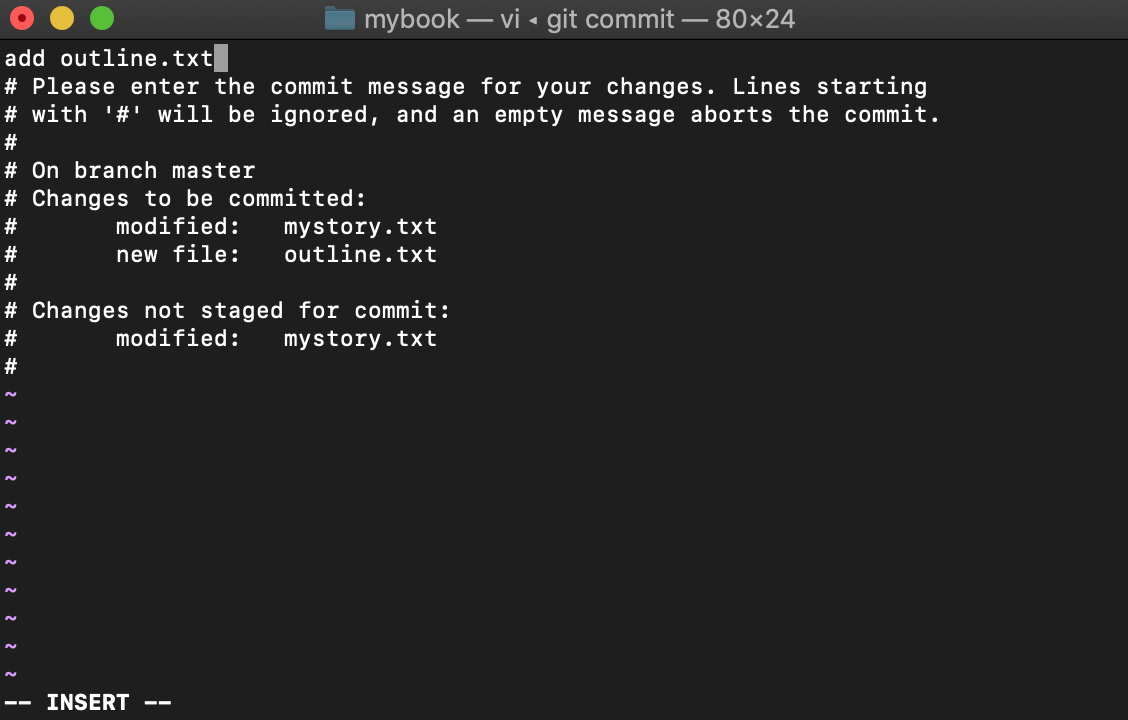 mybook — vi ◂ git commit — 80×24
add outline.txt
# Please enter the commit message for your changes. Lines starting
# with '#' will be ignored, and an empty message aborts the commit.
#
# On branch master
# Changes to be committed:
#       modified:   mystory.txt
#       new file:   outline.txt
#
# Changes not staged for commit:
#       modified:   mystory.txt
#
~
~
~
~
~
~
~
~
~
~
~
-- INSERT --